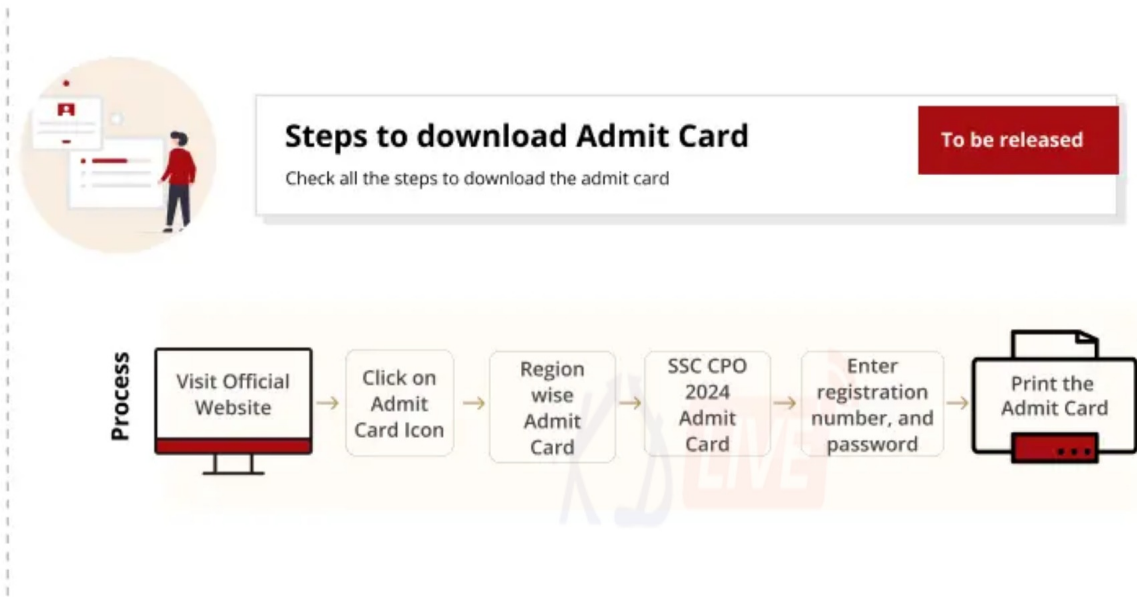 Steps to download Admit Card
To be released
Check all the steps to download the admit card
Process
Visit Official
Website
Click on
Admit
Card Icon
Region
wise
Admit
Card
SSC CPO
2024
Admit
Card
Enter
registration
number, and
password
Print the
Admit Card
KD
LIVE